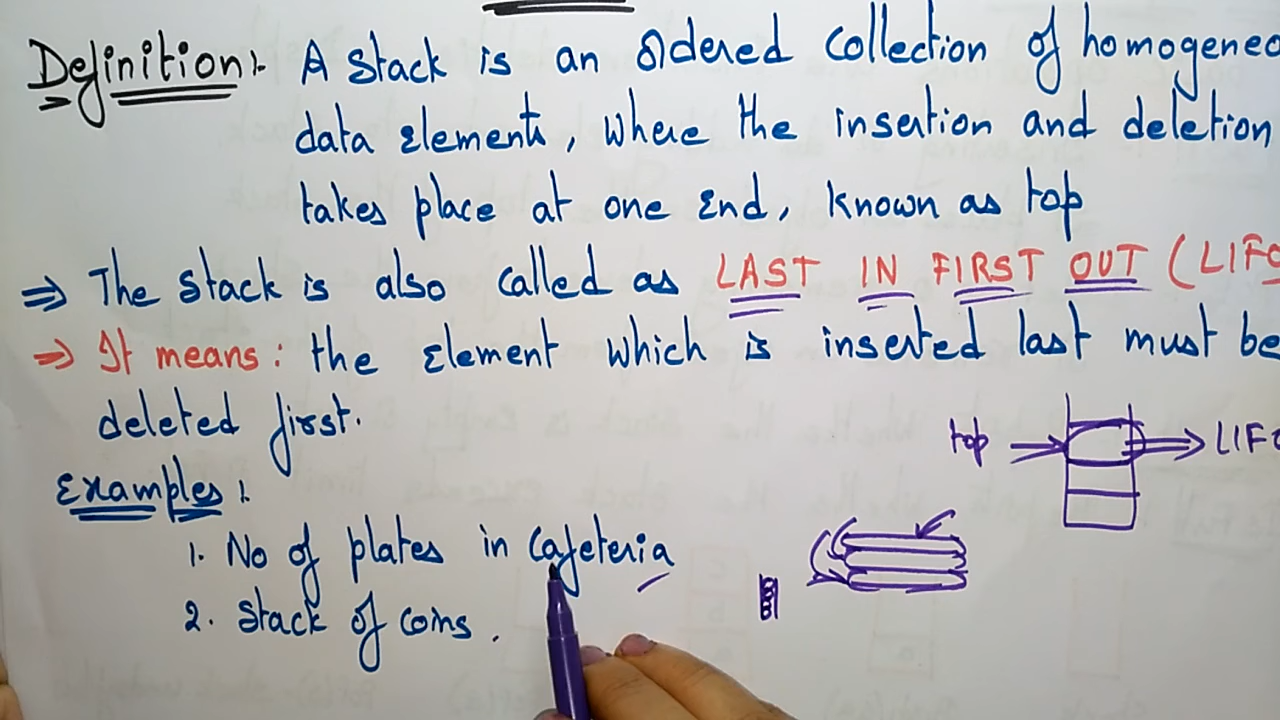 Definition:- A stack is an ordered collection of homogeneo
data elements, where the insertion and deletion
takes place at one end, known as top
⇒ The stack is also called as LAST IN FIRST OUT (LIFO
⇒ It means: the element which is inserted last must be
deleted first.
top LIFO
Examples:
1. No of plates in cafeteria
2. stack of coins.